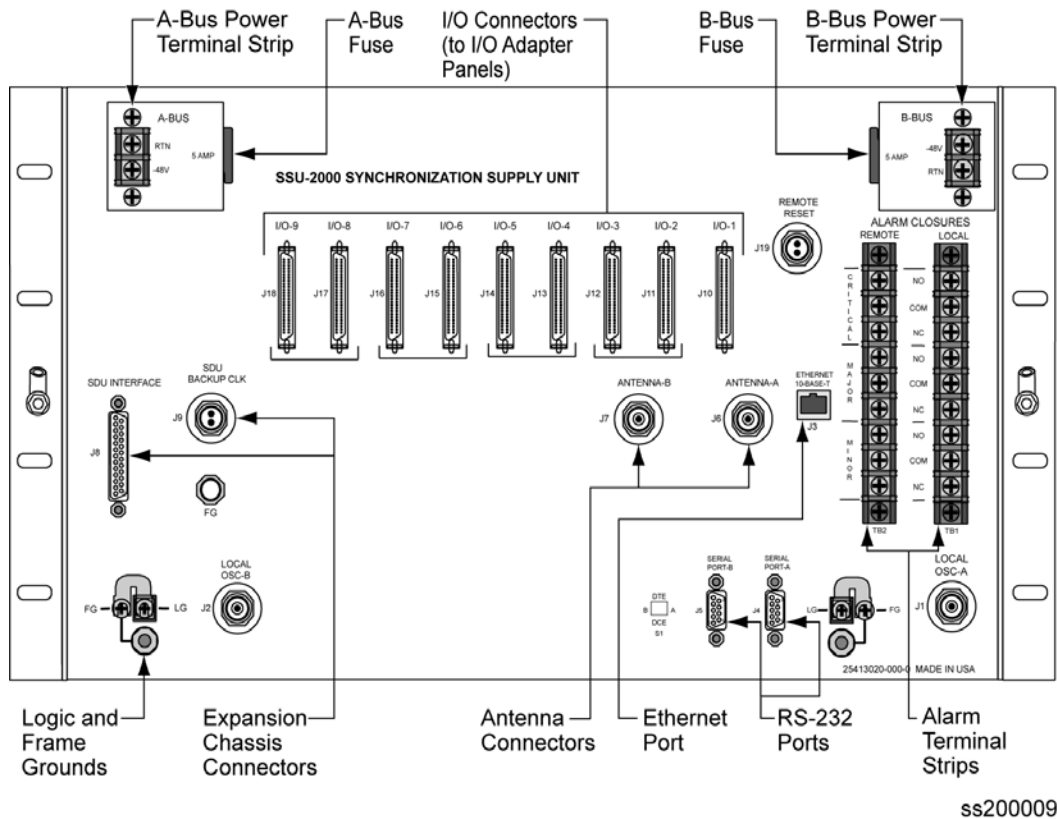 A-Bus Power
Terminal Strip
A-Bus
Fuse
I/O Connectors
(to I/O Adapter
Panels)
B-Bus
Fuse
B-Bus Power
Terminal Strip
A-BUS
RTN
-48V
5 AMP
B-BUS
-48V
RTN
5 AMP
SSU-2000 SYNCHRONIZATION SUPPLY UNIT
I/O-9 I/O-8 I/O-7 I/O-6 I/O-5 I/O-4 I/O-3 I/O-2 I/O-1
J18 J17 J16 J15 J14 J13 J12 J11 J10
REMOTE
RESET
J19
ALARM CLOSURES
REMOTE LOCAL
CRITICAL
NO
COM
NC
MAJOR
NO
COM
NC
MINOR
NO
COM
NC
TB2 TB1
SDU INTERFACE
J8
SDU
BACKUP CLK
J9
FG
ANTENNA-B
J7
ANTENNA-A
J6
ETHERNET
10-BASE-T
J3
FG LG
LOCAL
OSC-B
J2
DTE
B A
DCE
S1
SERIAL
PORT-B
J5
SERIAL
PORT-A
J4
LG FG
LOCAL
OSC-A
J1
25413020-000-0 MADE IN USA
Logic and
Frame
Grounds
Expansion
Chassis
Connectors
Antenna
Connectors
Ethernet
Port
RS-232
Ports
Alarm
Terminal
Strips
ss200009